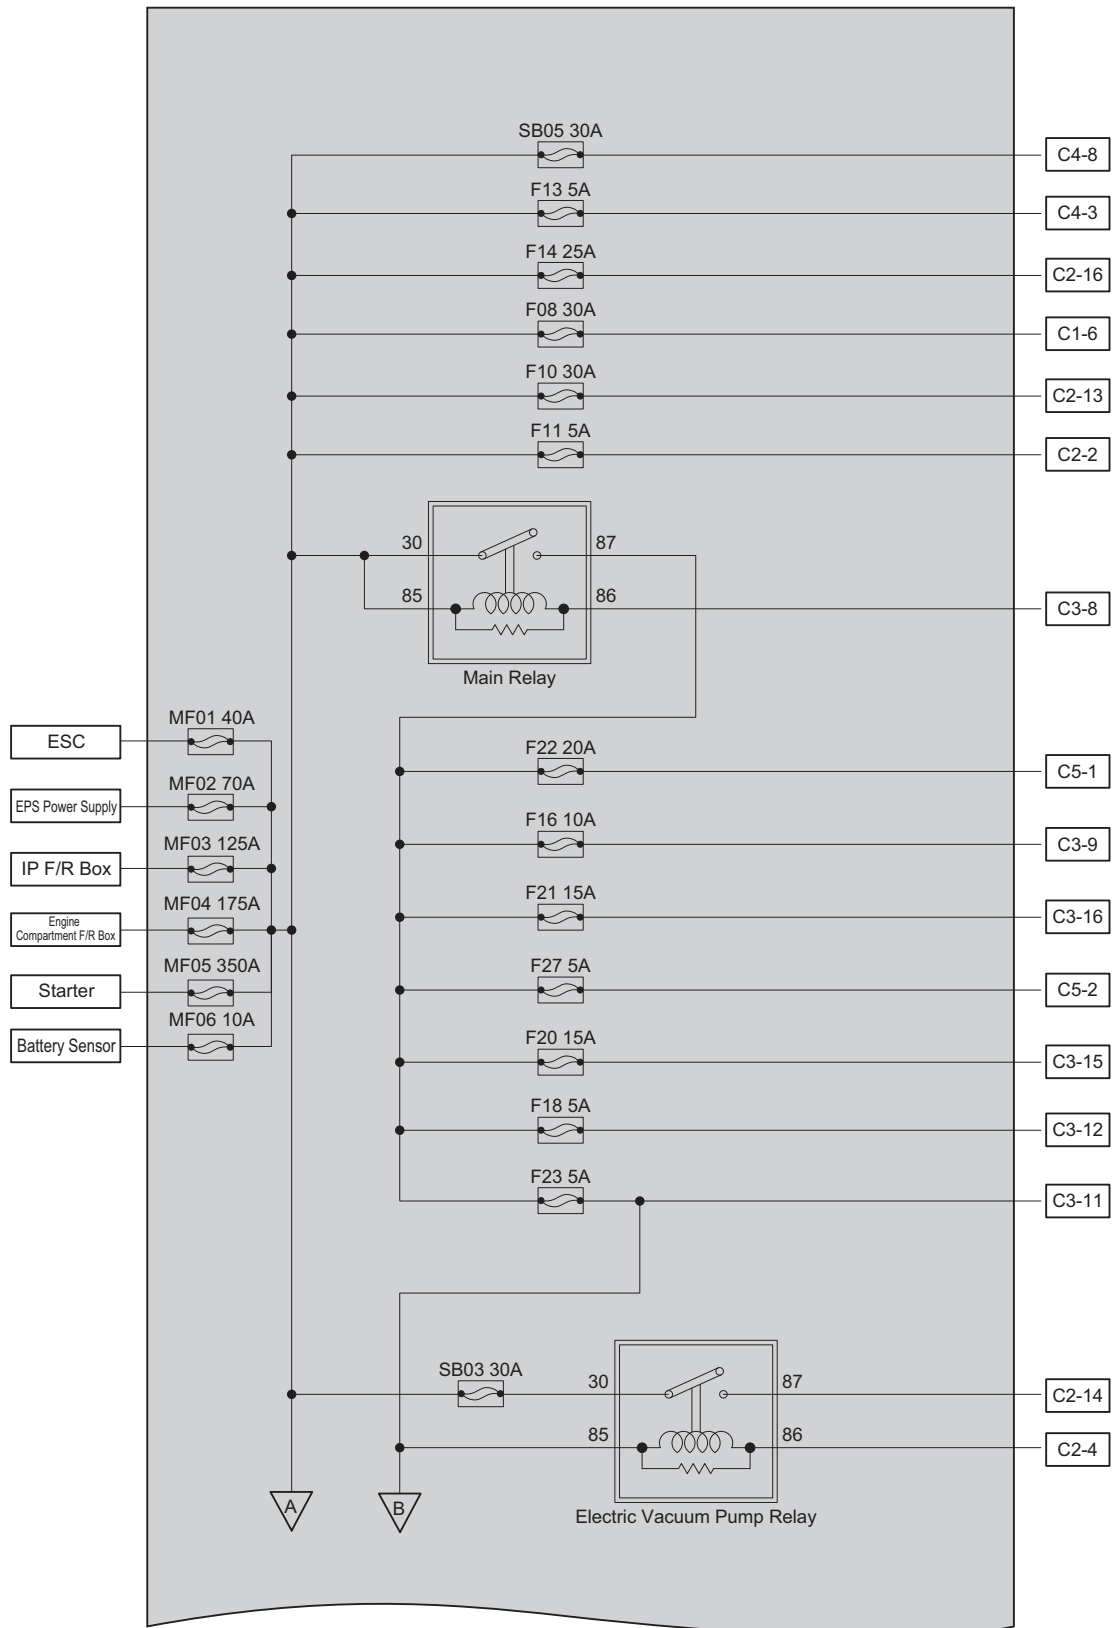 SB05 30A
C4-8
F13 5A
C4-3
F14 25A
C2-16
F08 30A
C1-6
F10 30A
C2-13
F11 5A
C2-2
30
87
85
86
C3-8
Main Relay
MF01 40A
ESC
F22 20A
C5-1
MF02 70A
EPS Power Supply
F16 10A
C3-9
MF03 125A
IP F/R Box
F21 15A
C3-16
MF04 175A
Engine
Compartment F/R Box
F27 5A
C5-2
MF05 350A
Starter
MF06 10A
Battery Sensor
F20 15A
C3-15
F18 5A
C3-12
F23 5A
C3-11
SB03 30A
30
87
C2-14
85
86
C2-4
A
B
Electric Vacuum Pump Relay